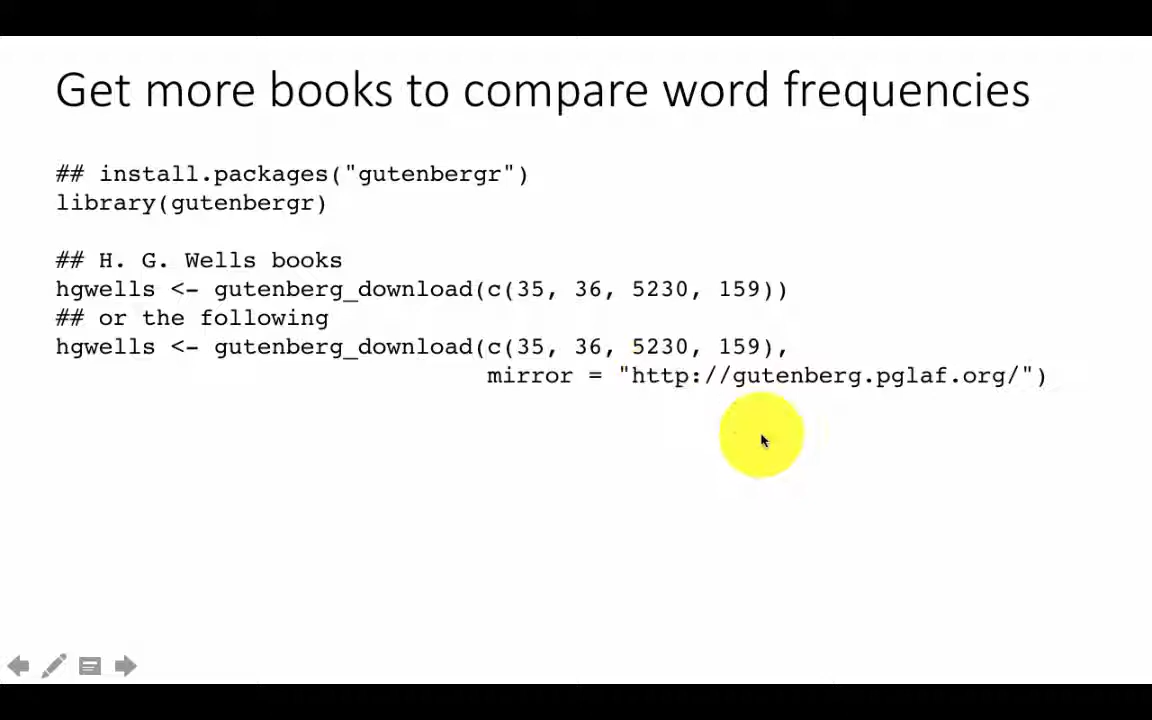 Get more books to compare word frequencies
## install.packages("gutenbergr")
library(gutenbergr)
## H. G. Wells books
hgwells <- gutenberg_download(c(35, 36, 5230, 159))
## or the following
hgwells <- gutenberg_download(c(35, 36, 5230, 159),
mirror = "http://gutenberg.pglaf.org/")